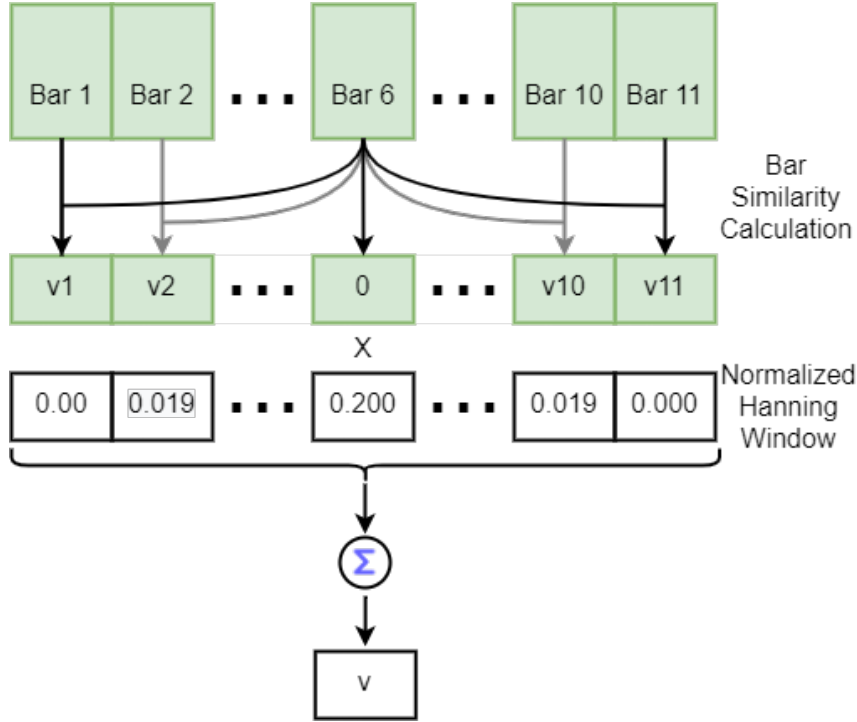 Bar 1 Bar 2 ... Bar 6 ... Bar 10 Bar 11
Bar
Similarity
Calculation
v1 v2 ... 0 ... v10 v11
X
0.00 0.019 ... 0.200 ... 0.019 0.000
Normalized
Hanning
Window
Σ
v